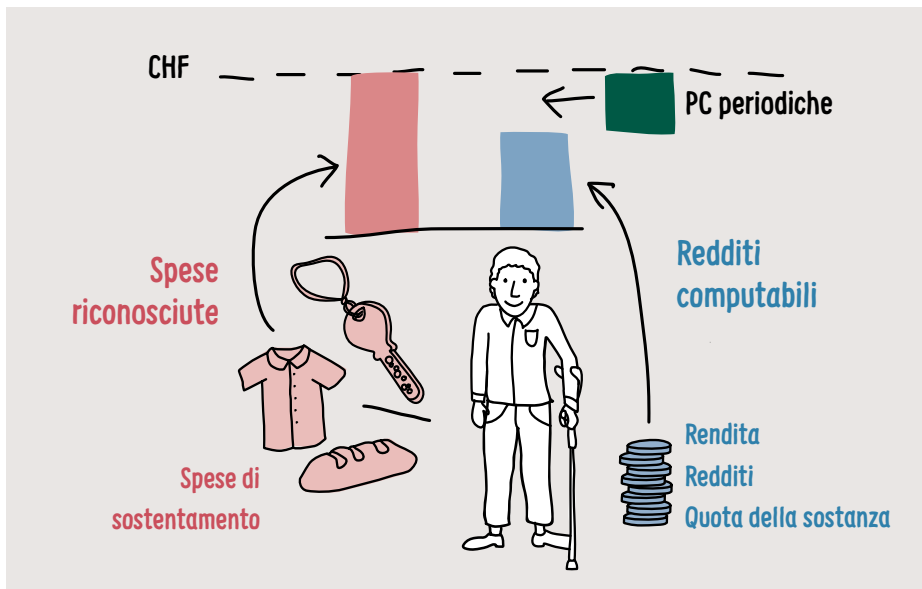 CHF
PC periodiche
Spese
riconosciute
Redditi
computabili
Spese di
sostentamento
Rendita
Redditi
Quota della sostanza